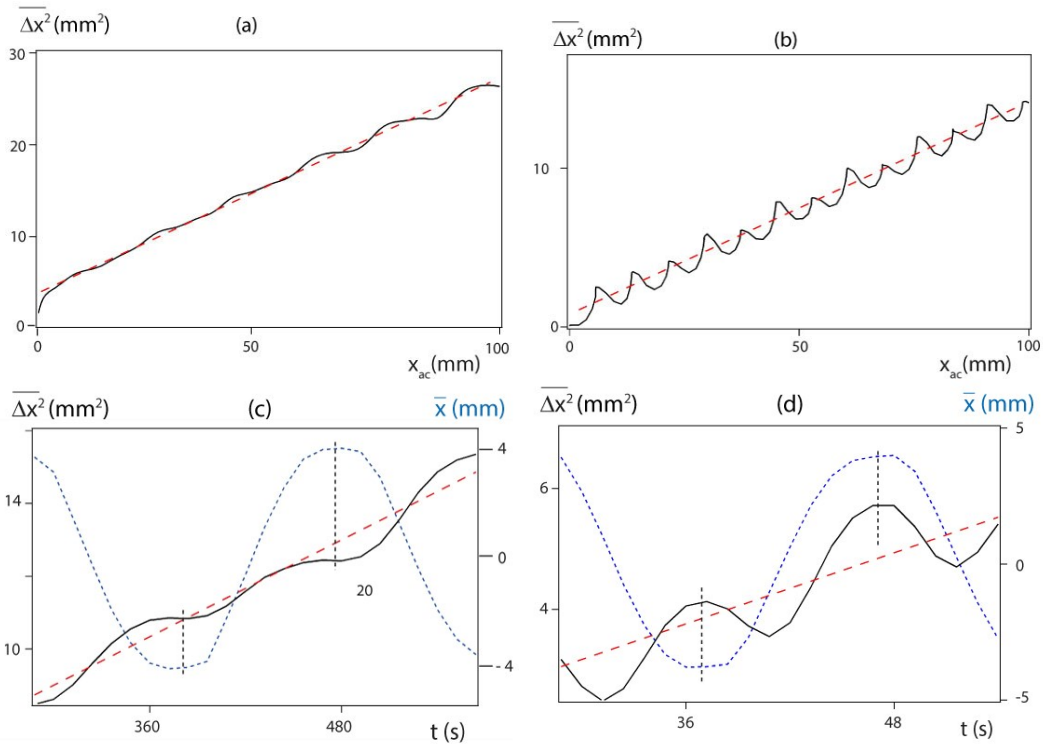 Δx² (mm²) (a)
30
20
10
0
0 50 100
x_ac(mm)
Δx² (mm²) (b)
10
0
0 50 100
x_ac(mm)
Δx² (mm²) (c) x̄ (mm)
14
10
4
0
- 4
20
360 480 t (s)
Δx² (mm²) (d) x̄ (mm)
6
4
5
0
-5
36 48 t (s)